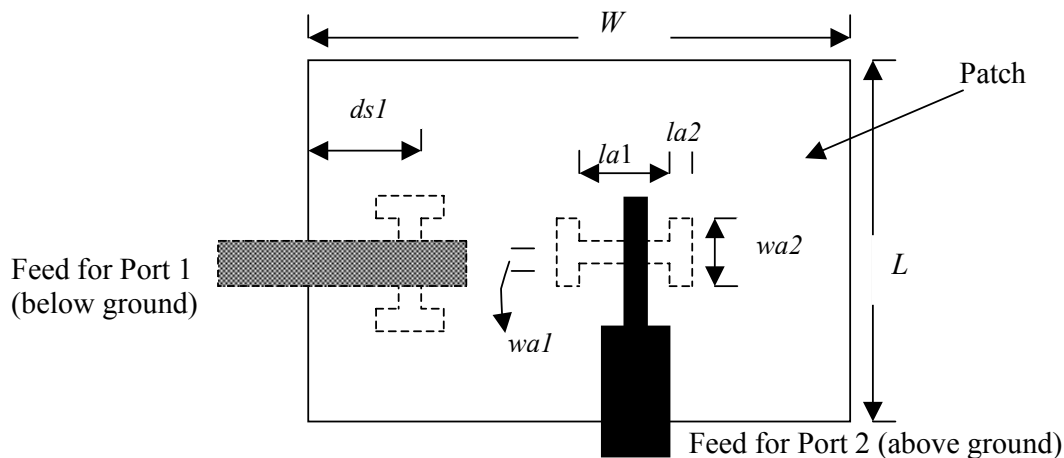 W
Patch
ds1
la2
la1
wa2
L
Feed for Port 1
(below ground)
wa1
Feed for Port 2 (above ground)